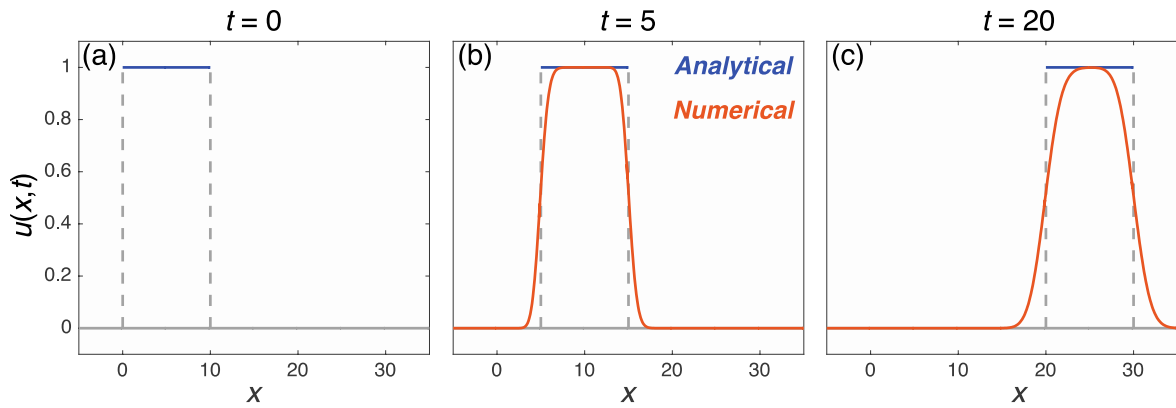 t = 0
t = 5
t = 20
(a)
(b)
(c)
Analytical
Numerical
u(x,t)
1
0.8
0.6
0.4
0.2
0
0 10 20 30
0 10 20 30
0 10 20 30
x
x
x